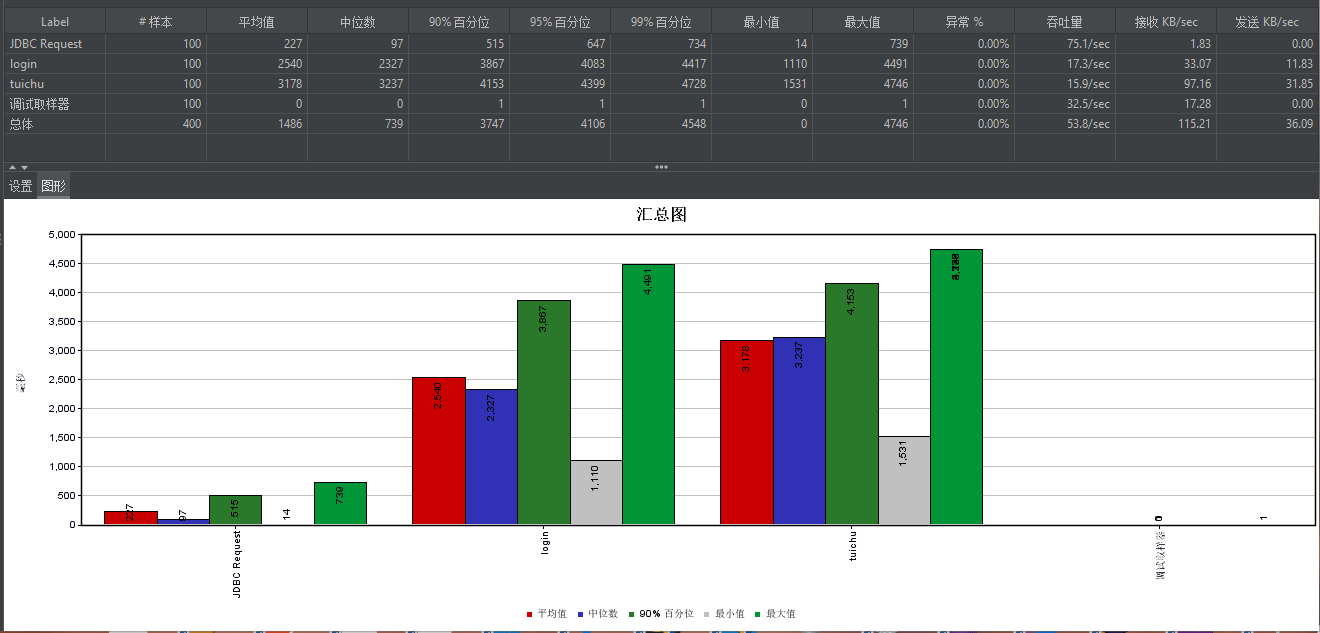 Label # 样本 平均值 中位数 90% 百分位 95% 百分位 99% 百分位 最小值 最大值 异常 % 吞吐量 接收 KB/sec 发送 KB/sec
JDBC Request 100 227 97 515 647 734 14 739 0.00% 75.1/sec 1.83 0.00
login 100 2540 2327 3867 4083 4417 1110 4491 0.00% 17.3/sec 33.07 11.83
tuichu 100 3178 3237 4153 4399 4728 1531 4746 0.00% 15.9/sec 97.16 31.85
调试取样器 100 0 0 1 1 1 0 1 0.00% 32.5/sec 17.28 0.00
总体 400 1486 739 3747 4106 4548 0 4746 0.00% 53.8/sec 115.21 36.09
设置 图形
汇总图
5,000
4,500
4,000
3,500
3,000
2,500
2,000
1,500
1,000
500
0
毫秒
227 97 515 14 739
2,540 2,327 3,867 1,110 4,491
3,178 3,237 4,153 1,531
0 1
JDBC Request login tuichu 调试取样器
平均值 中位数 90% 百分位 最小值 最大值